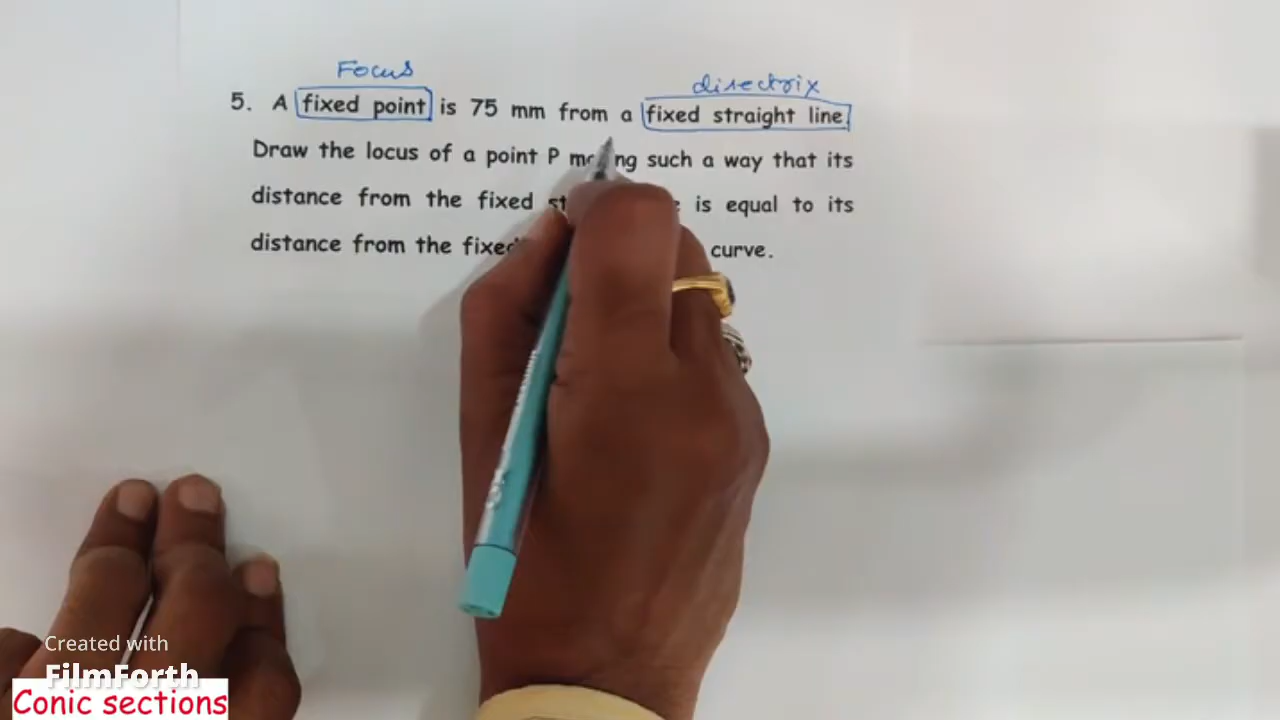 Focus directrix
5. A fixed point is 75 mm from a fixed straight line.
Draw the locus of a point P such a way that its
distance from the fixed is equal to its
distance from the fixed curve.
Created with
FilmForth
Conic sections